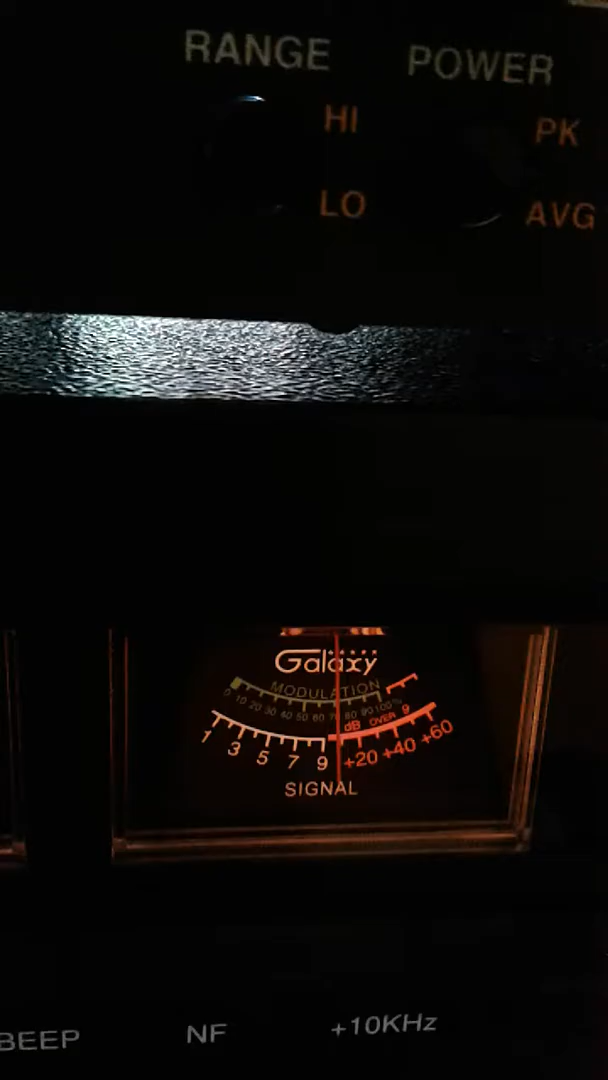 RANGE POWER
HI PK
LO AVG
Galaxy
MODULATION
0 10 20 30 40 50 60 70 80 90 100%
dB OVER 9
1 3 5 7 9 +20 +40 +60
SIGNAL
BEEP NF +10KHz